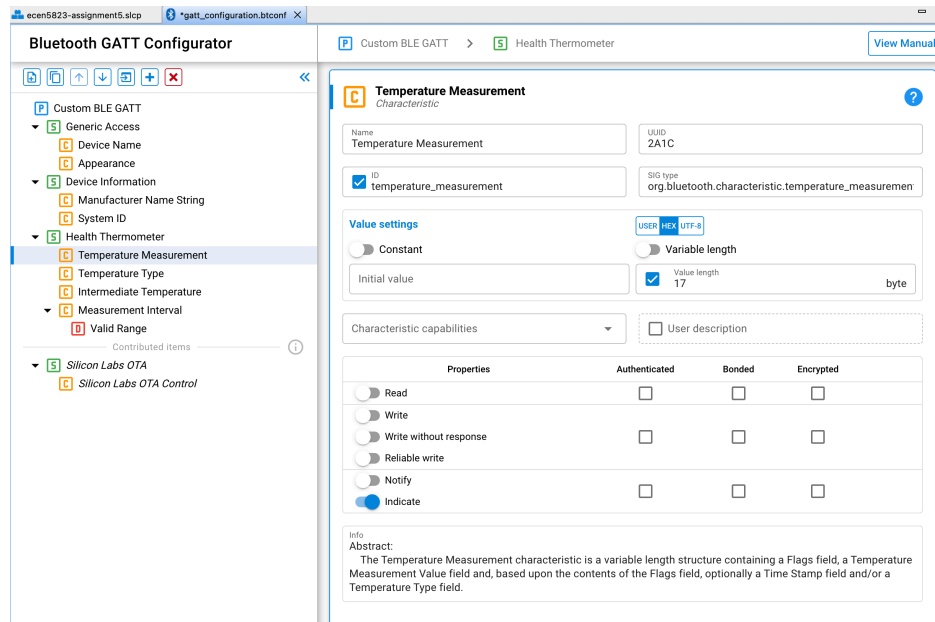 ecen5823-assignment5.slcp
*gatt_configuration.btconf
Bluetooth GATT Configurator
P Custom BLE GATT
S Generic Access
C Device Name
C Appearance
S Device Information
C Manufacturer Name String
C System ID
S Health Thermometer
C Temperature Measurement
C Temperature Type
C Intermediate Temperature
C Measurement Interval
D Valid Range
Contributed items
S Silicon Labs OTA
C Silicon Labs OTA Control
P Custom BLE GATT > S Health Thermometer
View Manual
C Temperature Measurement
Characteristic
?
Name
Temperature Measurement
UUID
2A1C
ID
temperature_measurement
SIG type
org.bluetooth.characteristic.temperature_measurement
Value settings
USER HEX UTF-8
Constant
Variable length
Initial value
Value length
17
byte
Characteristic capabilities
User description
Properties Authenticated Bonded Encrypted
Read
Write
Write without response
Reliable write
Notify
Indicate
Info
Abstract:
The Temperature Measurement characteristic is a variable length structure containing a Flags field, a Temperature
Measurement Value field and, based upon the contents of the Flags field, optionally a Time Stamp field and/or a
Temperature Type field.